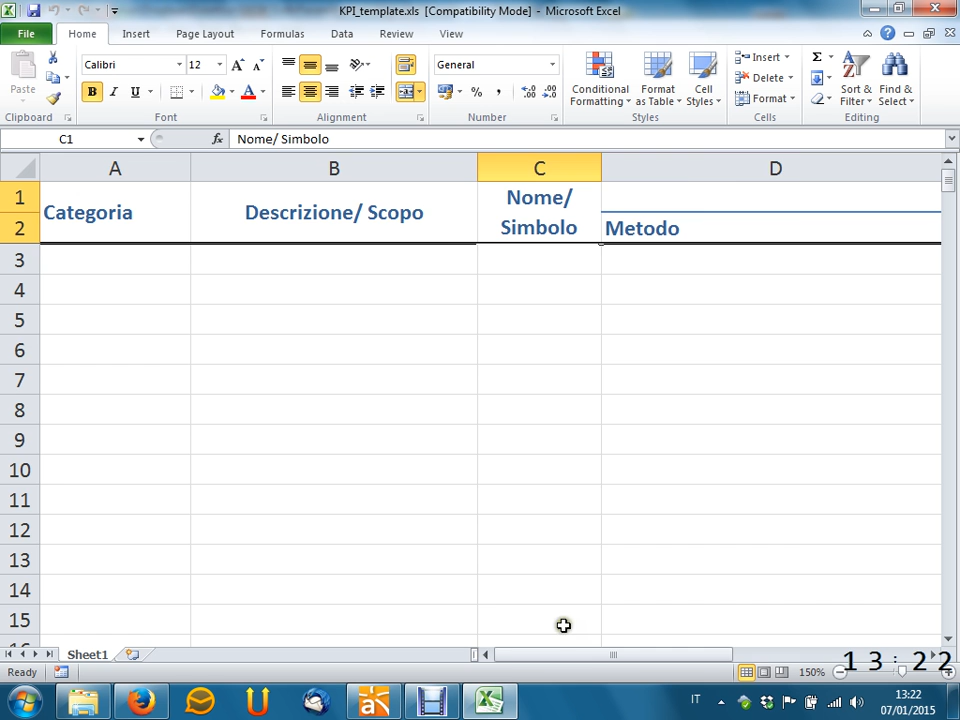 KPI_template.xls [Compatibility Mode] - Microsoft Excel
File Home Insert Page Layout Formulas Data Review View
Calibri 12 General
Paste
B I U
Conditional Formatting Format as Table Cell Styles
Insert
Delete
Format
Sort & Filter Find & Select
Clipboard Font Alignment Number Styles Cells Editing
C1 fx Nome/ Simbolo
A B C D
1 Categoria Descrizione/ Scopo Nome/
2 Simbolo Metodo
3
4
5
6
7
8
9
10
11
12
13
14
15
Sheet1
Ready 150% 13:22
IT 13:22
07/01/2015